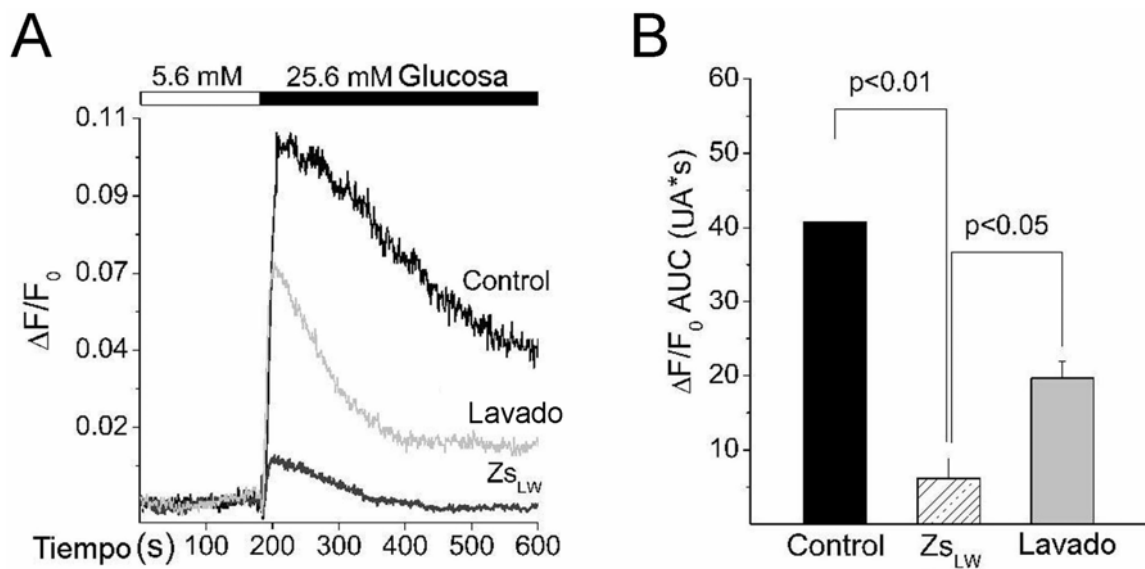 A
5.6 mM 25.6 mM Glucosa
0.11
0.09
0.07
0.04
0.02
ΔF/F0
Control
Lavado
ZsLW
Tiempo (s) 100 200 300 400 500 600
B
60
50
40
30
20
10
ΔF/F0 AUC (uA*s)
p<0.01
p<0.05
Control ZsLW Lavado